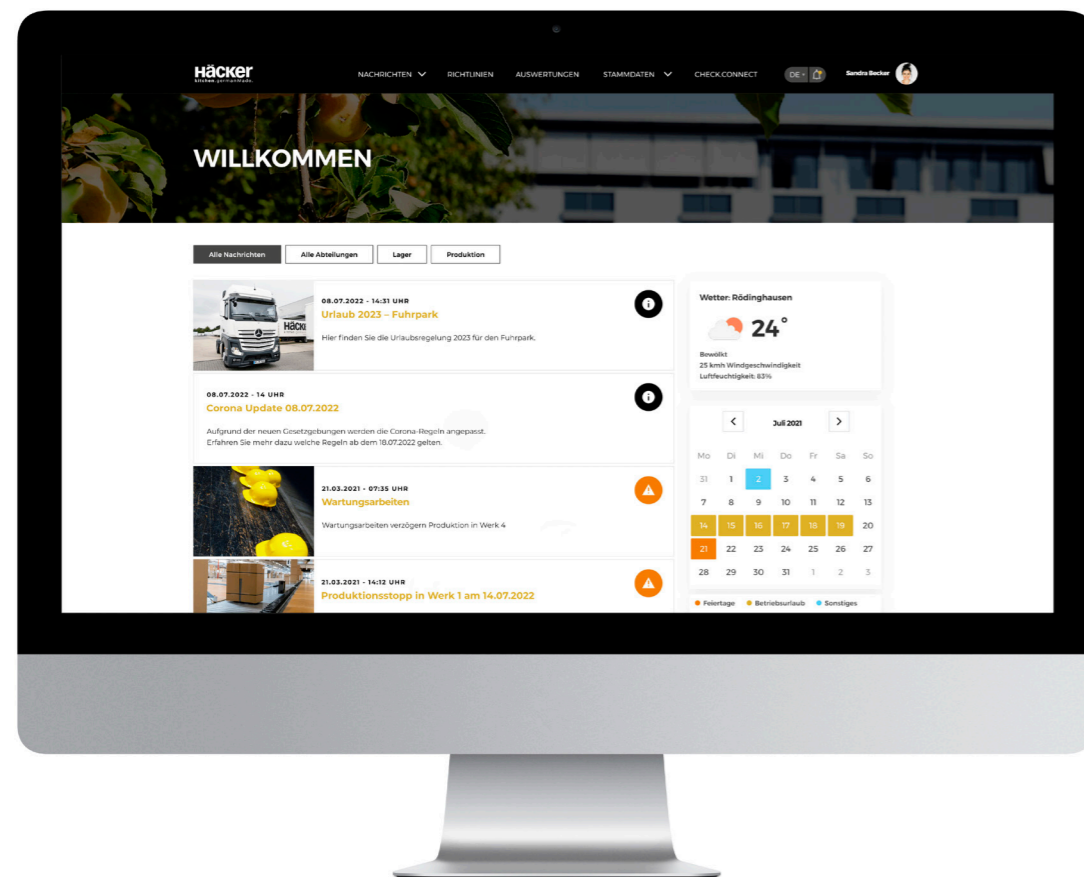 Häcker
kitchen.germanMade.
NACHRICHTEN
RICHTLINIEN
AUSWERTUNGEN
STAMMDATEN
CHECK.CONNECT
DE
Sandra Becker
WILLKOMMEN
Alle Nachrichten
Alle Abteilungen
Lager
Produktion
08.07.2022 - 14:31 UHR
Urlaub 2023 – Fuhrpark
Hier finden Sie die Urlaubsregelung 2023 für den Fuhrpark.
08.07.2022 - 14 UHR
Corona Update 08.07.2022
Aufgrund der neuen Gesetzgebungen werden die Corona-Regeln angepasst.
Erfahren Sie mehr dazu welche Regeln ab dem 18.07.2022 gelten.
21.03.2021 - 07:35 UHR
Wartungsarbeiten
Wartungsarbeiten verzögern Produktion in Werk 4
21.03.2021 - 14:12 UHR
Produktionsstopp in Werk 1 am 14.07.2022
Wetter: Rödinghausen
24°
Bewölkt
25 kmh Windgeschwindigkeit
Luftfeuchtigkeit: 83%
Juli 2021
Mo Di Mi Do Fr Sa So
31 1 2 3 4 5 6
7 8 9 10 11 12 13
14 15 16 17 18 19 20
21 22 23 24 25 26 27
28 29 30 31 1 2 3
Feiertage Betriebsurlaub Sonstiges